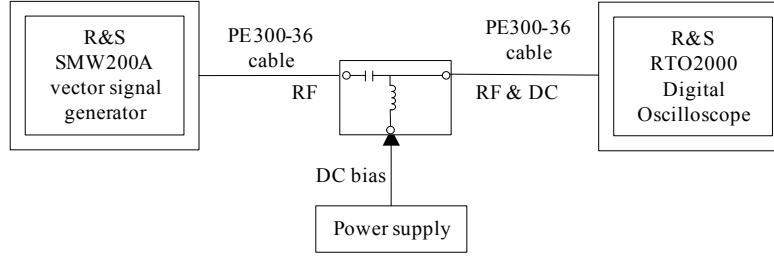 R&S
SMW200A
vector signal
generator
PE300-36
cable
RF
PE300-36
cable
RF & DC
R&S
RTO2000
Digital
Oscilloscope
DC bias
Power supply